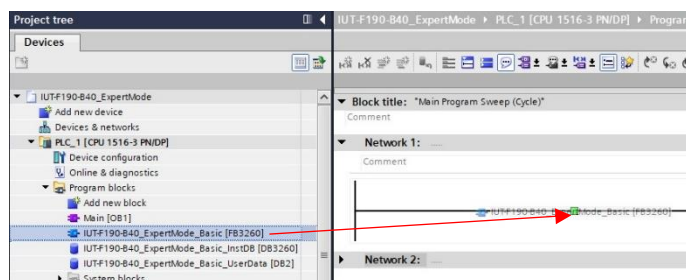 Project tree
IUT-F190-B40_ExpertMode ▸ PLC_1 [CPU 1516-3 PN/DP] ▸ Program
Devices
IUT-F190-B40_ExpertMode
Add new device
Devices & networks
PLC_1 [CPU 1516-3 PN/DP]
Device configuration
Online & diagnostics
Program blocks
Add new block
Main [OB1]
IUT-F190-B40_ExpertMode_Basic [FB3260]
IUT-F190-B40_ExpertMode_Basic_InstDB [DB3260]
IUT-F190-B40_ExpertMode_Basic_UserData [DB2]
System blocks
Block title: "Main Program Sweep (Cycle)"
Comment
Network 1:
Comment
Mode_Basic [FB3260]
Network 2: